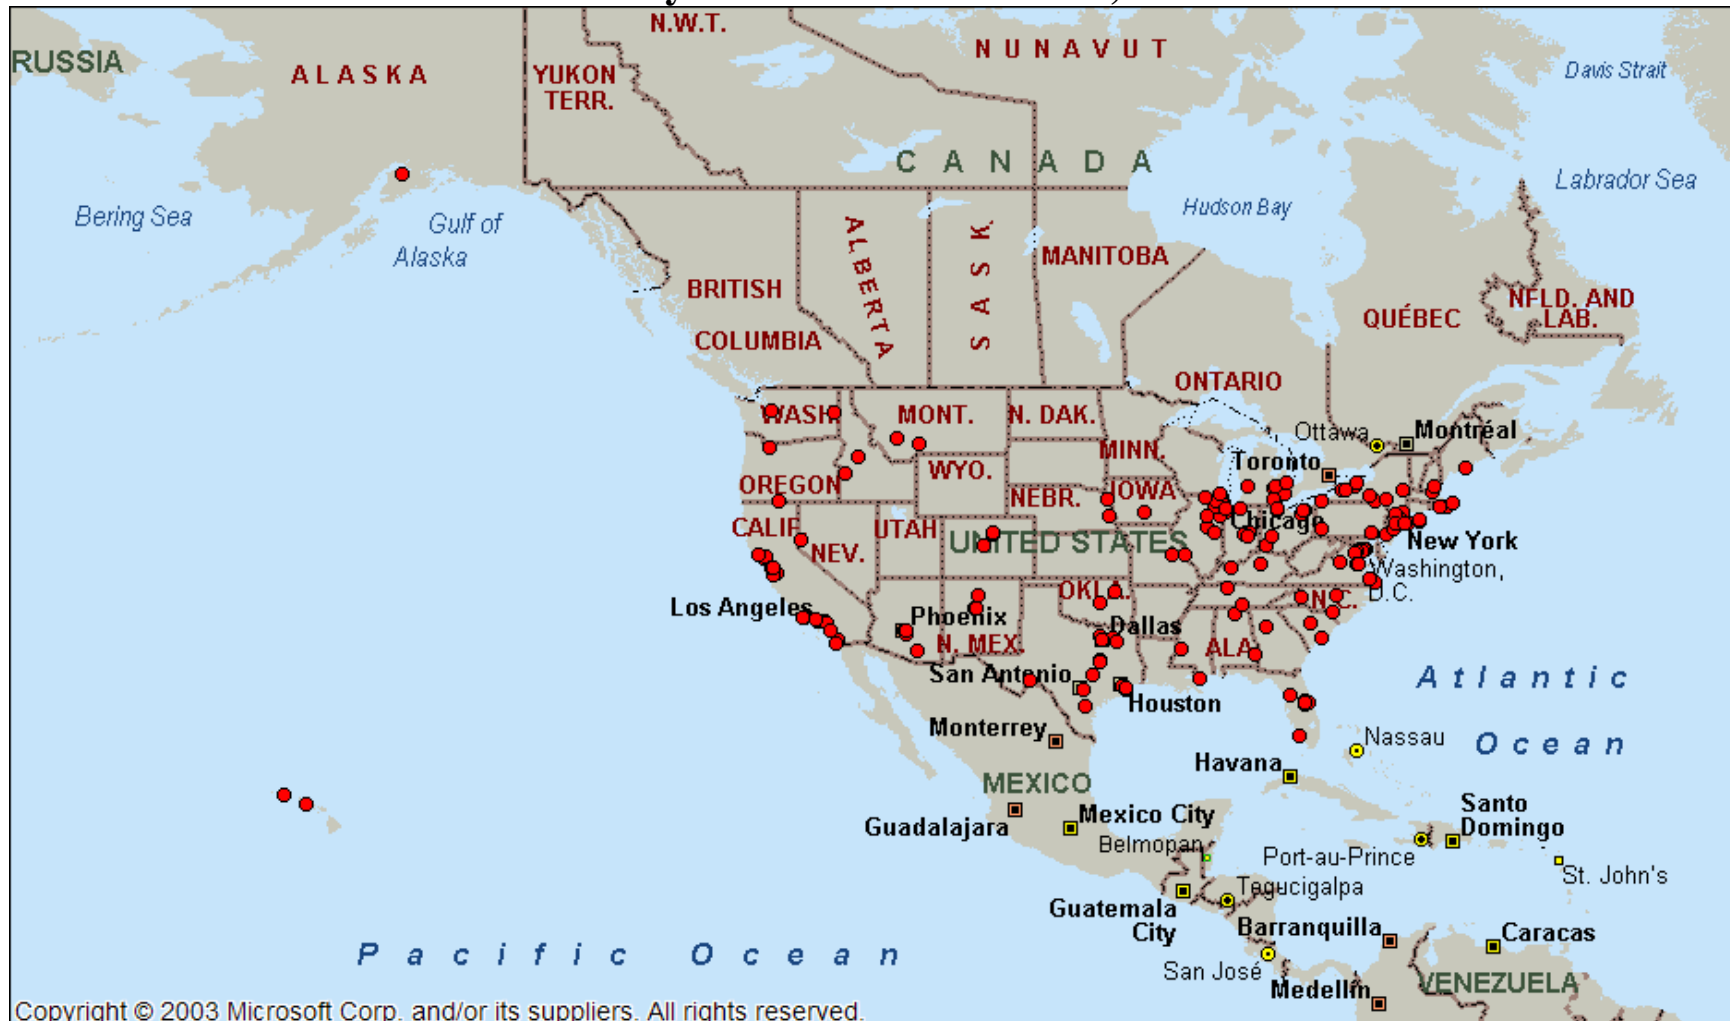 N.W.T.
NUNAVUT
RUSSIA
ALASKA
YUKON
TERR.
Davis Strait
CANADA
Labrador Sea
Bering Sea
Gulf of
Alaska
Hudson Bay
ALBERTA
SASK.
MANITOBA
BRITISH
COLUMBIA
NFLD. AND
LAB.
QUÉBEC
ONTARIO
WASH
MONT.
N. DAK.
MINN.
Ottawa
Montréal
Toronto
WYO.
OREGON
NEBR.
IOWA
CALIF
NEV.
UTAH
UNITED STATES
Chicago
New York
Washington,
D.C.
Los Angeles
Phoenix
OKLA.
N.C.
N. MEX.
Dallas
ALA
San Antonio
Houston
Atlantic
Ocean
Monterrey
Nassau
Havana
MEXICO
Guadalajara
Mexico City
Belmopan
Santo
Domingo
Port-au-Prince
St. John's
Tegucigalpa
Guatemala
City
Barranquilla
Caracas
San José
Medellín
VENEZUELA
Pacific Ocean
Copyright © 2003 Microsoft Corp. and/or its suppliers. All rights reserved.